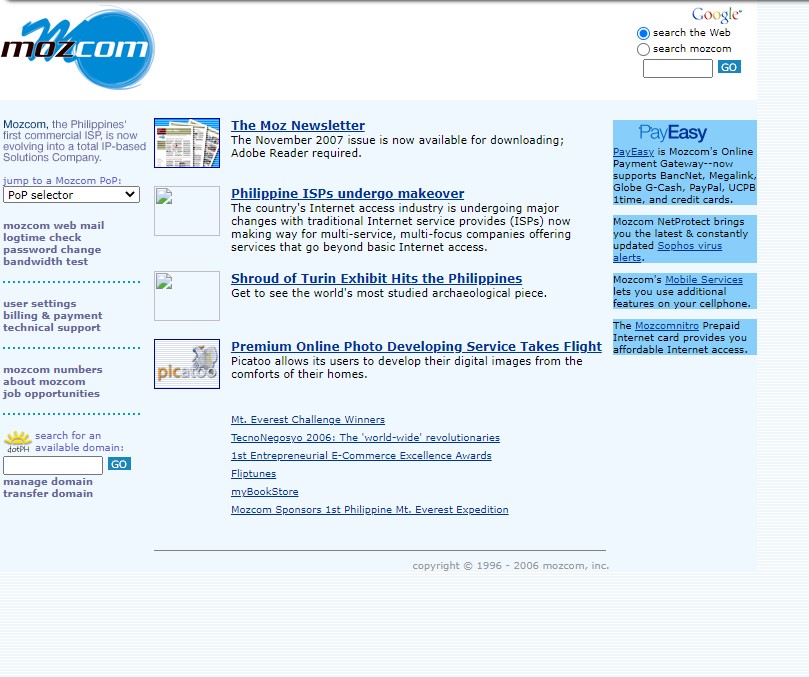 mozcom
Google™
search the Web
search mozcom
GO
Mozcom, the Philippines'
first commercial ISP, is now
evolving into a total IP-based
Solutions Company.
jump to a Mozcom PoP:
PoP selector
mozcom web mail
logtime check
password change
bandwidth test
user settings
billing & payment
technical support
mozcom numbers
about mozcom
job opportunities
dotPH
search for an
available domain:
GO
manage domain
transfer domain
The Moz Newsletter
The November 2007 issue is now available for downloading;
Adobe Reader required.
Philippine ISPs undergo makeover
The country's Internet access industry is undergoing major
changes with traditional Internet service provides (ISPs) now
making way for multi-service, multi-focus companies offering
services that go beyond basic Internet access.
Shroud of Turin Exhibit Hits the Philippines
Get to see the world's most studied archaeological piece.
picatoo
Premium Online Photo Developing Service Takes Flight
Picatoo allows its users to develop their digital images from the
comforts of their homes.
Mt. Everest Challenge Winners
TecnoNegosyo 2006: The 'world-wide' revolutionaries
1st Entrepreneurial E-Commerce Excellence Awards
Fliptunes
myBookStore
Mozcom Sponsors 1st Philippine Mt. Everest Expedition
PayEasy
PayEasy is Mozcom's Online
Payment Gateway--now
supports BancNet, Megalink,
Globe G-Cash, PayPal, UCPB
1time, and credit cards.
Mozcom NetProtect brings
you the latest & constantly
updated Sophos virus
alerts.
Mozcom's Mobile Services
lets you use additional
features on your cellphone.
The Mozcomnitro Prepaid
Internet card provides you
affordable Internet access.
copyright © 1996 - 2006 mozcom, inc.